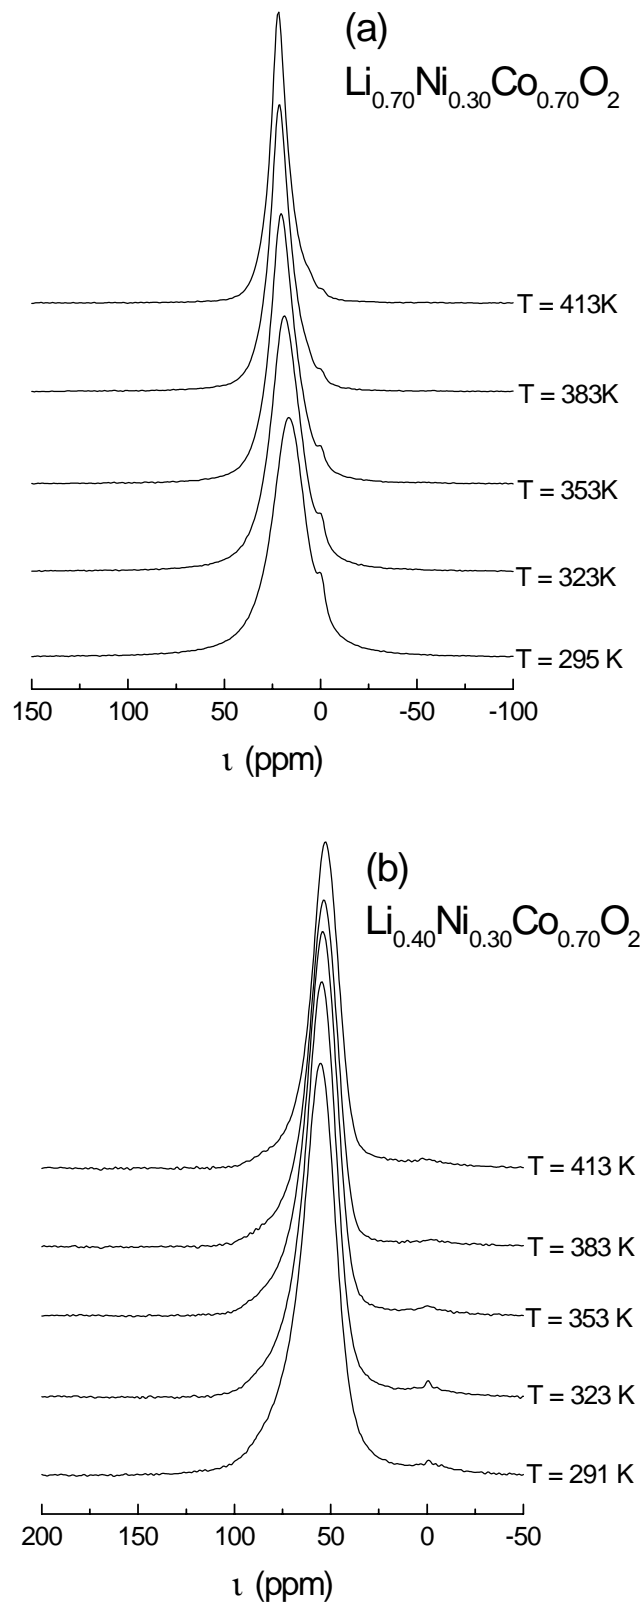 (a)
Li0.70Ni0.30Co0.70O2
T = 413K
T = 383K
T = 353K
T = 323K
T = 295 K
150 100 50 0 -50 -100
ι (ppm)
(b)
Li0.40Ni0.30Co0.70O2
T = 413 K
T = 383 K
T = 353 K
T = 323 K
T = 291 K
200 150 100 50 0 -50
ι (ppm)